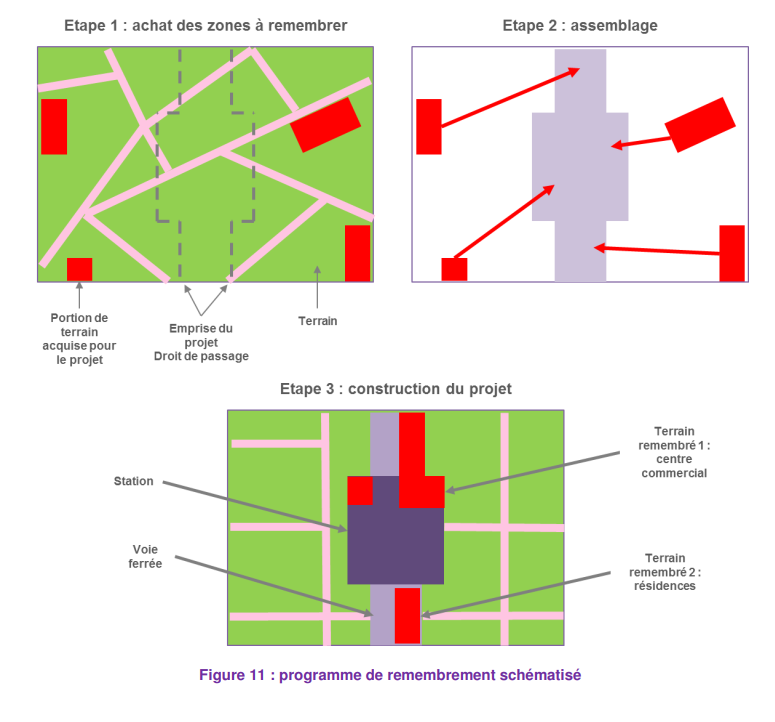 Etape 1 : achat des zones à remembrer
Etape 2 : assemblage
Portion de
terrain
acquise pour
le projet
Emprise du
projet
Droit de passage
Terrain
Etape 3 : construction du projet
Station
Voie
ferrée
Terrain
remembré 1 :
centre
commercial
Terrain
remembré 2 :
résidences
Figure 11 : programme de remembrement schématisé